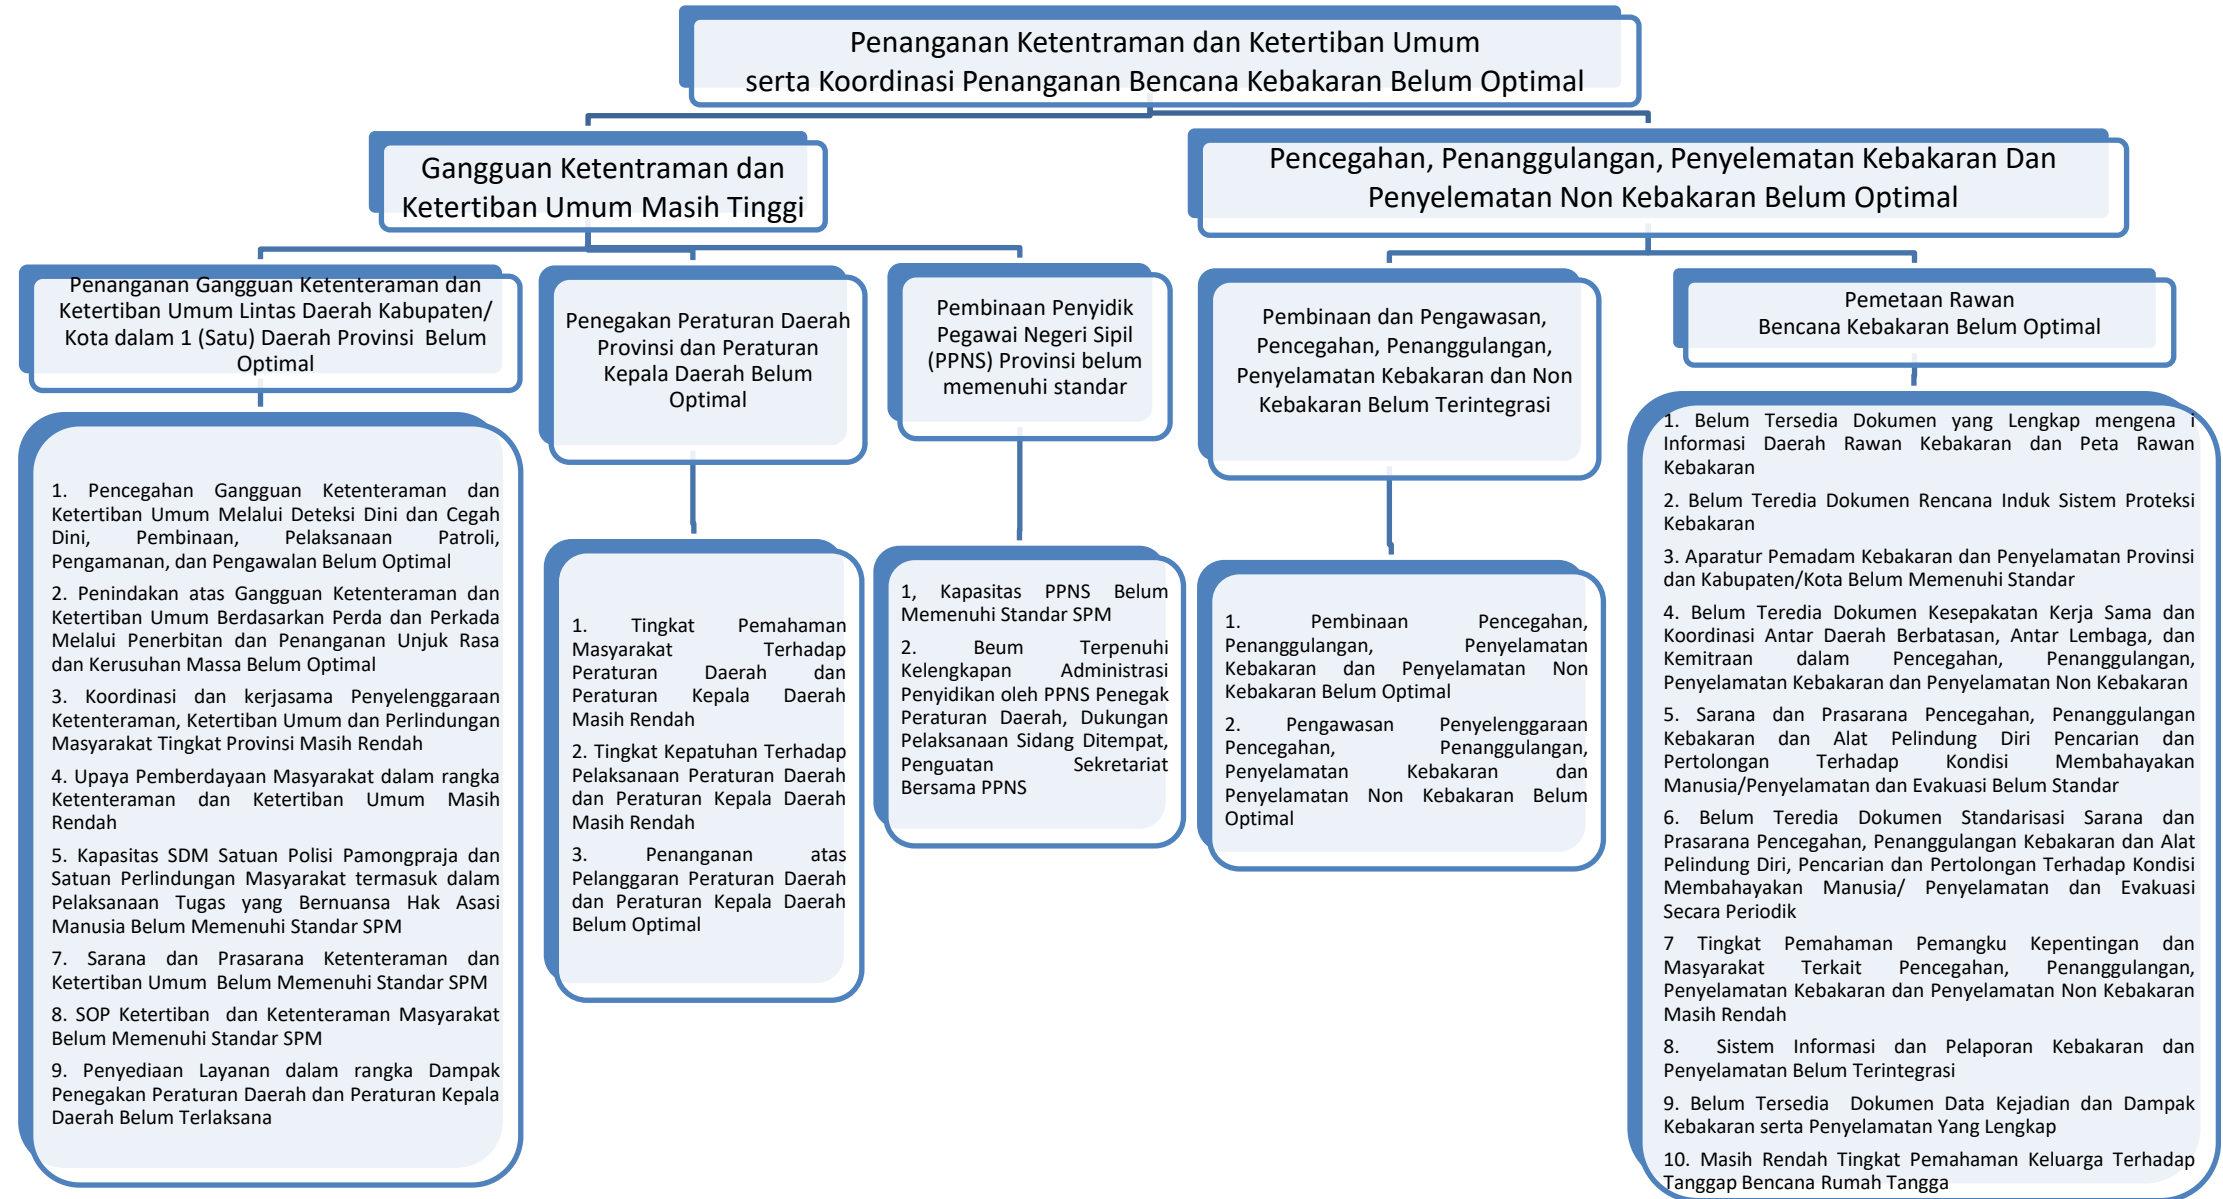 Penanganan Ketentraman dan Ketertiban Umum
serta Koordinasi Penanganan Bencana Kebakaran Belum Optimal
Gangguan Ketentraman dan
Ketertiban Umum Masih Tinggi
Pencegahan, Penanggulangan, Penyelematan Kebakaran Dan
Penyelematan Non Kebakaran Belum Optimal
Penanganan Gangguan Ketenteraman dan
Ketertiban Umum Lintas Daerah Kabupaten/
Kota dalam 1 (Satu) Daerah Provinsi Belum
Optimal
Penegakan Peraturan Daerah
Provinsi dan Peraturan
Kepala Daerah Belum
Optimal
Pembinaan Penyidik
Pegawai Negeri Sipil
(PPNS) Provinsi belum
memenuhi standar
Pembinaan dan Pengawasan,
Pencegahan, Penanggulangan,
Penyelamatan Kebakaran dan Non
Kebakaran Belum Terintegrasi
Pemetaan Rawan
Bencana Kebakaran Belum Optimal
1. Pencegahan Gangguan Ketenteraman dan
Ketertiban Umum Melalui Deteksi Dini dan Cegah
Dini, Pembinaan, Pelaksanaan Patroli,
Pengamanan, dan Pengawalan Belum Optimal
2. Penindakan atas Gangguan Ketenteraman dan
Ketertiban Umum Berdasarkan Perda dan Perkada
Melalui Penerbitan dan Penanganan Unjuk Rasa
dan Kerusuhan Massa Belum Optimal
3. Koordinasi dan kerjasama Penyelenggaraan
Ketenteraman, Ketertiban Umum dan Perlindungan
Masyarakat Tingkat Provinsi Masih Rendah
4. Upaya Pemberdayaan Masyarakat dalam rangka
Ketenteraman dan Ketertiban Umum Masih
Rendah
5. Kapasitas SDM Satuan Polisi Pamongpraja dan
Satuan Perlindungan Masyarakat termasuk dalam
Pelaksanaan Tugas yang Bernuansa Hak Asasi
Manusia Belum Memenuhi Standar SPM
7. Sarana dan Prasarana Ketenteraman dan
Ketertiban Umum Belum Memenuhi Standar SPM
8. SOP Ketertiban dan Ketenteraman Masyarakat
Belum Memenuhi Standar SPM
9. Penyediaan Layanan dalam rangka Dampak
Penegakan Peraturan Daerah dan Peraturan Kepala
Daerah Belum Terlaksana
1. Tingkat Pemahaman
Masyarakat Terhadap
Peraturan Daerah dan
Peraturan Kepala Daerah
Masih Rendah
2. Tingkat Kepatuhan Terhadap
Pelaksanaan Peraturan Daerah
dan Peraturan Kepala Daerah
Masih Rendah
3. Penanganan atas
Pelanggaran Peraturan Daerah
dan Peraturan Kepala Daerah
Belum Optimal
1, Kapasitas PPNS Belum
Memenuhi Standar SPM
2. Beum Terpenuhi
Kelengkapan Administrasi
Penyidikan oleh PPNS Penegak
Peraturan Daerah, Dukungan
Pelaksanaan Sidang Ditempat,
Penguatan Sekretariat
Bersama PPNS
1. Pembinaan Pencegahan,
Penanggulangan, Penyelamatan
Kebakaran dan Penyelamatan Non
Kebakaran Belum Optimal
2. Pengawasan Penyelenggaraan
Pencegahan, Penanggulangan,
Penyelamatan Kebakaran dan
Penyelamatan Non Kebakaran Belum
Optimal
1. Belum Tersedia Dokumen yang Lengkap mengena i
Informasi Daerah Rawan Kebakaran dan Peta Rawan
Kebakaran
2. Belum Teredia Dokumen Rencana Induk Sistem Proteksi
Kebakaran
3. Aparatur Pemadam Kebakaran dan Penyelamatan Provinsi
dan Kabupaten/Kota Belum Memenuhi Standar
4. Belum Teredia Dokumen Kesepakatan Kerja Sama dan
Koordinasi Antar Daerah Berbatasan, Antar Lembaga, dan
Kemitraan dalam Pencegahan, Penanggulangan,
Penyelamatan Kebakaran dan Penyelamatan Non Kebakaran
5. Sarana dan Prasarana Pencegahan, Penanggulangan
Kebakaran dan Alat Pelindung Diri Pencarian dan
Pertolongan Terhadap Kondisi Membahayakan
Manusia/Penyelamatan dan Evakuasi Belum Standar
6. Belum Teredia Dokumen Standarisasi Sarana dan
Prasarana Pencegahan, Penanggulangan Kebakaran dan Alat
Pelindung Diri, Pencarian dan Pertolongan Terhadap Kondisi
Membahayakan Manusia/ Penyelamatan dan Evakuasi
Secara Periodik
7 Tingkat Pemahaman Pemangku Kepentingan dan
Masyarakat Terkait Pencegahan, Penanggulangan,
Penyelamatan Kebakaran dan Penyelamatan Non Kebakaran
Masih Rendah
8. Sistem Informasi dan Pelaporan Kebakaran dan
Penyelamatan Belum Terintegrasi
9. Belum Tersedia Dokumen Data Kejadian dan Dampak
Kebakaran serta Penyelamatan Yang Lengkap
10. Masih Rendah Tingkat Pemahaman Keluarga Terhadap
Tanggap Bencana Rumah Tangga